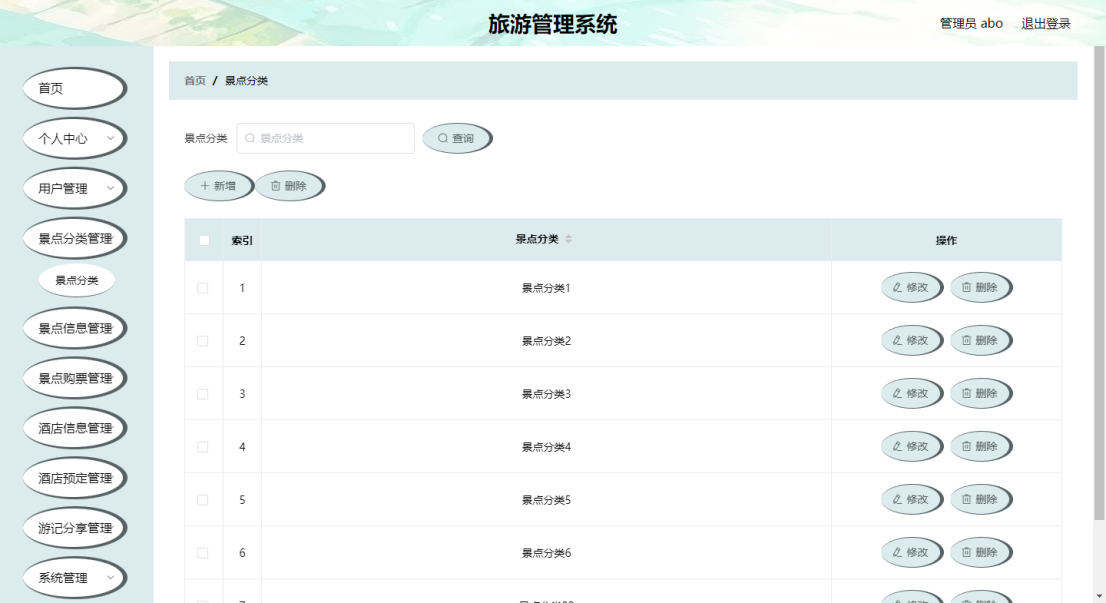 旅游管理系统
管理员 abo 退出登录
首页
个人中心
用户管理
景点分类管理
景点分类
景点信息管理
景点购票管理
酒店信息管理
酒店预定管理
游记分享管理
系统管理
首页 / 景点分类
景点分类 景点分类 查询
新增 删除
索引 景点分类 操作
1 景点分类1 修改 删除
2 景点分类2 修改 删除
3 景点分类3 修改 删除
4 景点分类4 修改 删除
5 景点分类5 修改 删除
6 景点分类6 修改 删除